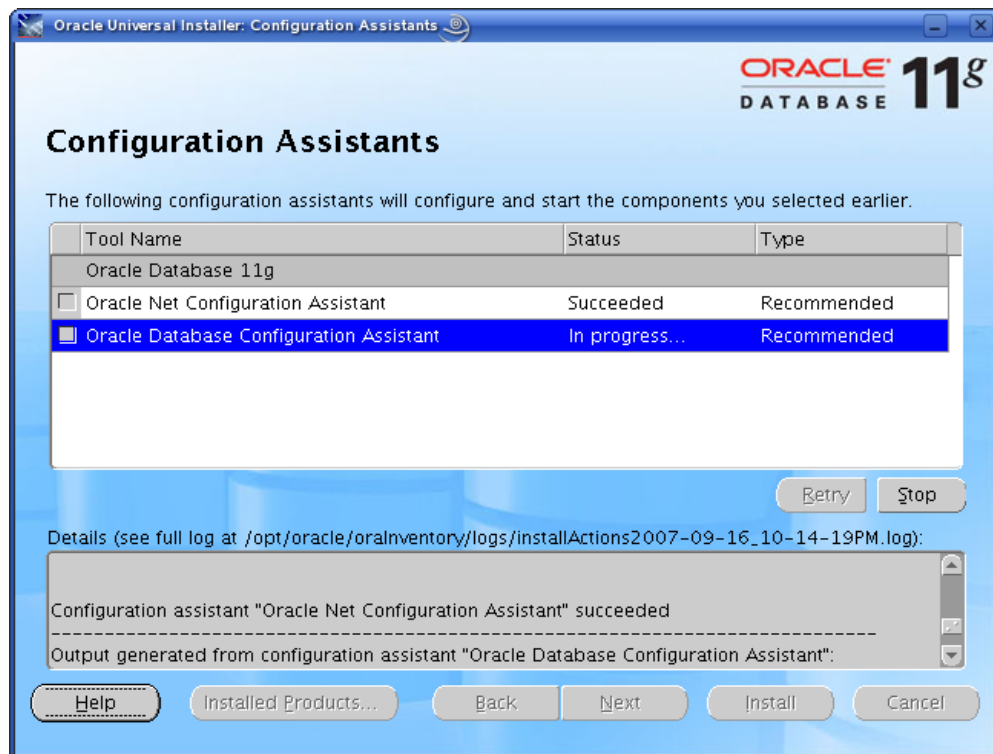 Oracle Universal Installer: Configuration Assistants
ORACLE 11g
DATABASE
Configuration Assistants
The following configuration assistants will configure and start the components you selected earlier.
Tool Name Status Type
Oracle Database 11g
Oracle Net Configuration Assistant Succeeded Recommended
Oracle Database Configuration Assistant In progress... Recommended
Retry Stop
Details (see full log at /opt/oracle/oraInventory/logs/installActions2007-09-16_10-14-19PM.log):
Configuration assistant "Oracle Net Configuration Assistant" succeeded
-----------------------------------------------------------------------------
Output generated from configuration assistant "Oracle Database Configuration Assistant":
Help Installed Products... Back Next Install Cancel